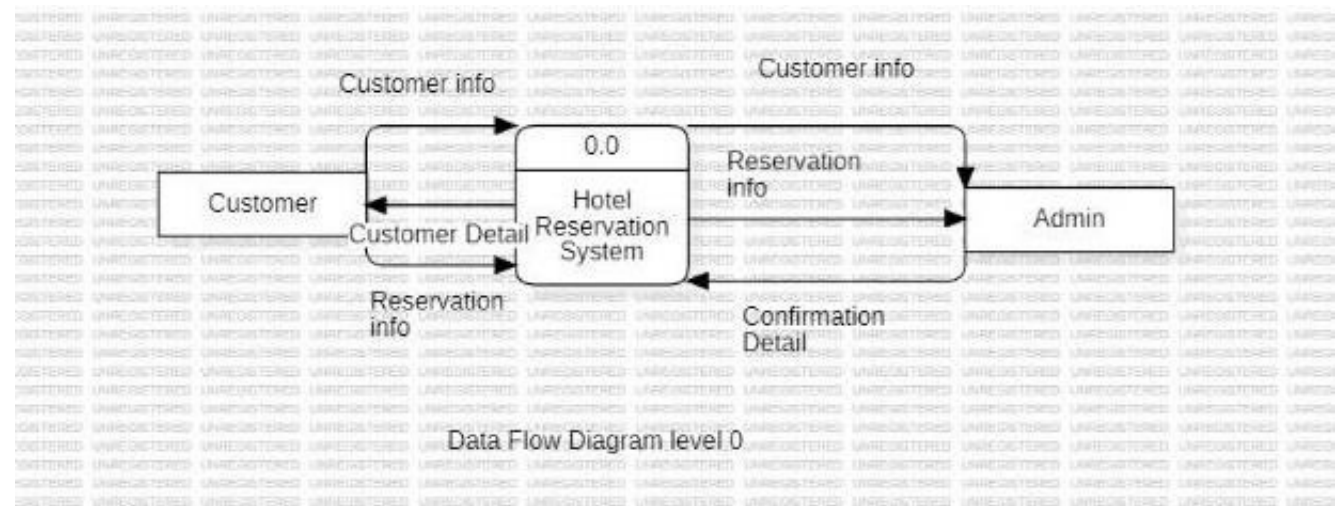 Customer info
Customer info
0.0
Reservation
info
Customer
Hotel
Reservation
System
Admin
Customer Detail
Reservation
info
Confirmation
Detail
Data Flow Diagram level 0
UNREGISTERED